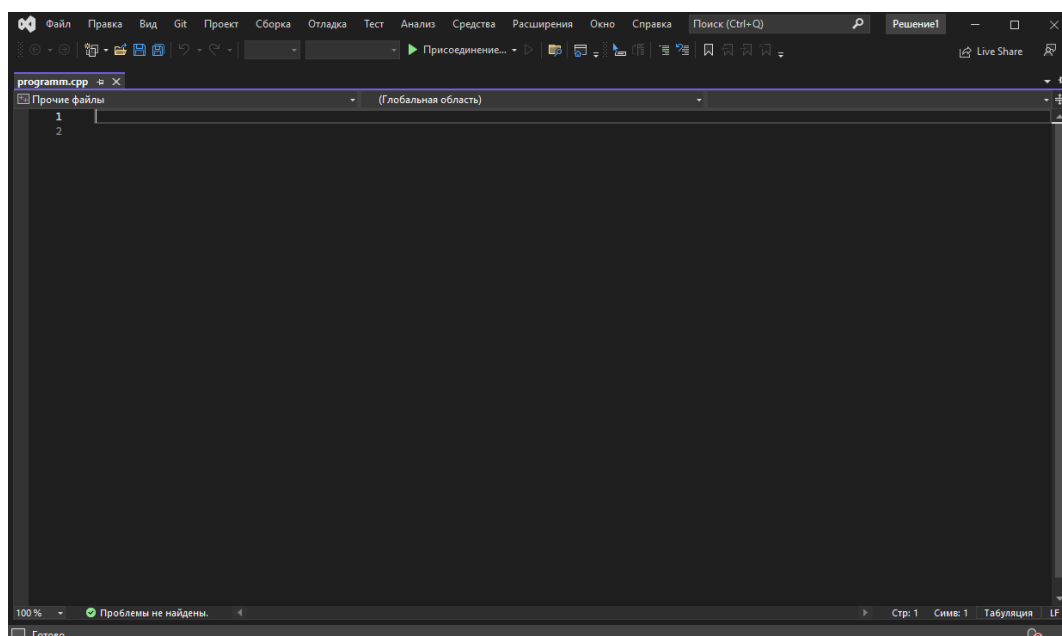 Файл Правка Вид Git Проект Сборка Отладка Тест Анализ Средства Расширения Окно Справка Поиск (Ctrl+Q) Решение1
Присоединение... Live Share
programm.cpp
Прочие файлы (Глобальная область)
1
2
100 % Проблемы не найдены. Стр: 1 Симв: 1 Табуляция LF
Готово